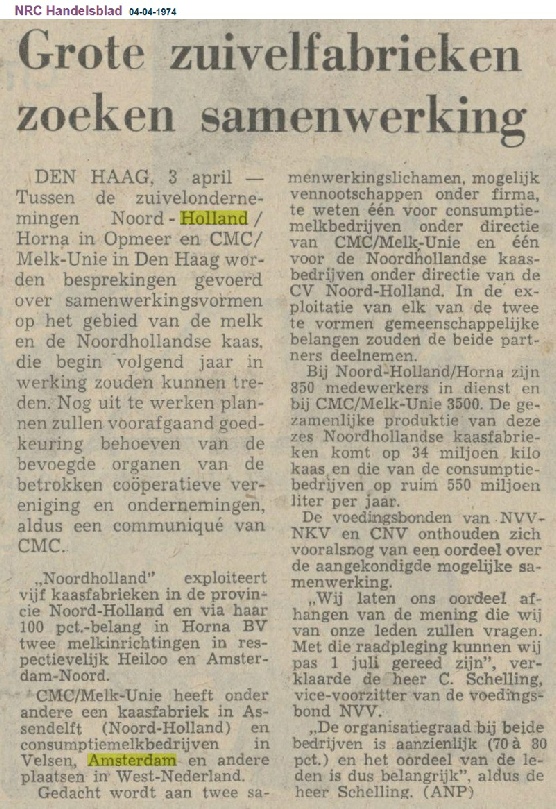 NRC Handelsblad 04-04-1974
Grote zuivelfabrieken
zoeken samenwerking
DEN HAAG, 3 april —
Tussen de zuivelonderne-
mingen Noord-Holland/
Horna in Opmeer en CMC/
Melk-Unie in Den Haag wor-
den besprekingen gevoerd
over samenwerkingsvormen
op het gebied van de melk
en de Noordhollandse kaas,
die begin volgend jaar in
werking zouden kunnen tre-
den. Nog uit te werken plan-
nen zullen voorafgaand goed-
keuring behoeven van de
bevoegde organen van de
betrokken coöperatieve ver-
eniging en ondernemingen,
aldus een communiqué van
CMC.
„Noordholland” exploiteert
vijf kaasfabrieken in de provin-
cie Noord-Holland en via haar
100 pct.-belang in Horna BV
twee melkinrichtingen in res-
pectievelijk Heiloo en Amster-
dam-Noord.
CMC/Melk-Unie heeft onder
andere een kaasfabriek in As-
sendelft (Noord-Holland) en
consumptiemelkbedrijven in
Velsen, Amsterdam en andere
plaatsen in West-Nederland.
Gedacht wordt aan twee sa-
menwerkingslichamen, mogelijk
vennootschappen onder firma,
te weten één voor consumptie-
melkbedrijven onder directie
van CMC/Melk-Unie en één
voor de Noordhollandse kaas-
bedrijven onder directie van de
CV Noord-Holland. In de ex-
ploitatie van elk van de twee
te vormen gemeenschappelijke
belangen zouden de beide part-
ners deelnemen.
Bij Noord-Holland/Horna zijn
850 medewerkers in dienst en
bij CMC/Melk-Unie 3500. De ge-
zamenlijke produktie van deze
zes Noordhollandse kaasfabrie-
ken komt op 34 miljoen kilo
kaas en die van de consumptie-
bedrijven op ruim 550 miljoen
liter per jaar.
De voedingsbonden van NVV-
NKV en CNV onthouden zich
vooralsnog van een oordeel over
de aangekondigde mogelijke sa-
menwerking.
„Wij laten ons oordeel af-
hangen van de mening die wij
van onze leden zullen vragen.
Met die raadpleging kunnen wij
pas 1 juli gereed zijn”, ver-
klaarde de heer C. Schelling,
vice-voorzitter van de voedings-
bond NVV.
„De organisatiegraad bij beide
bedrijven is aanzienlijk (70 à 80
pct.) en het oordeel van de le-
den is dus belangrijk”, aldus de
heer Schelling. (ANP)